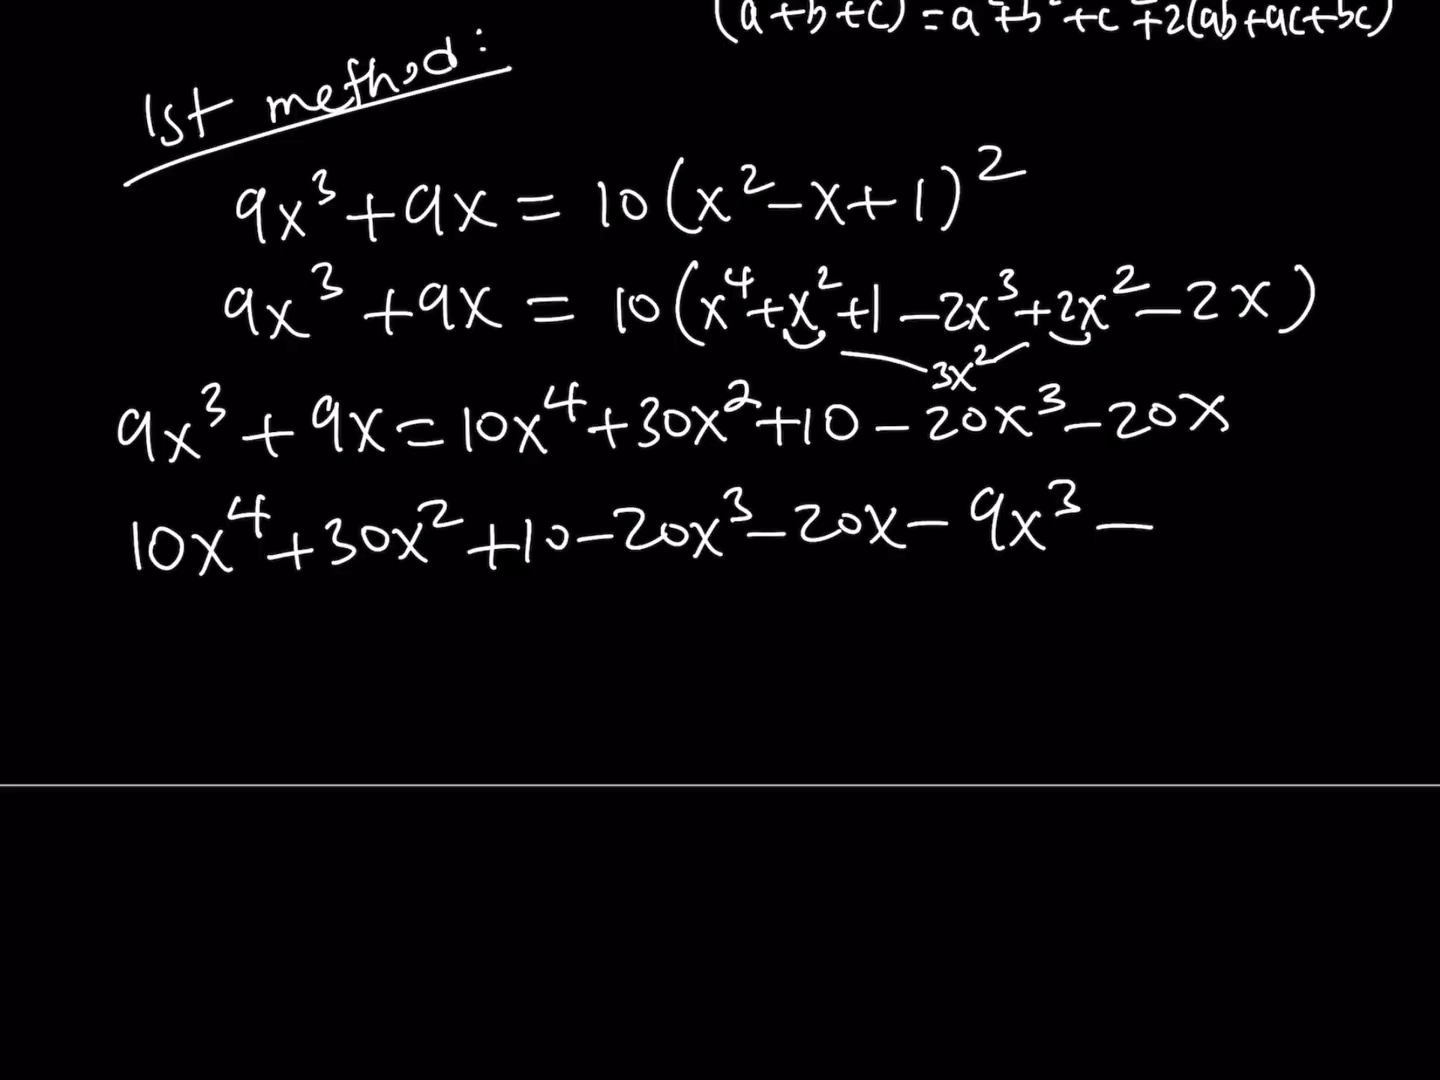 (a+b+c) = a²+b²+c²+2(ab+ac+bc)
1st method:
9x³+9x = 10(x²-x+1)²
9x³+9x = 10(x⁴+x²+1-2x³+2x²-2x)
3x²
9x³+9x=10x⁴+30x²+10-20x³-20x
10x⁴+30x²+10-20x³-20x-9x³-